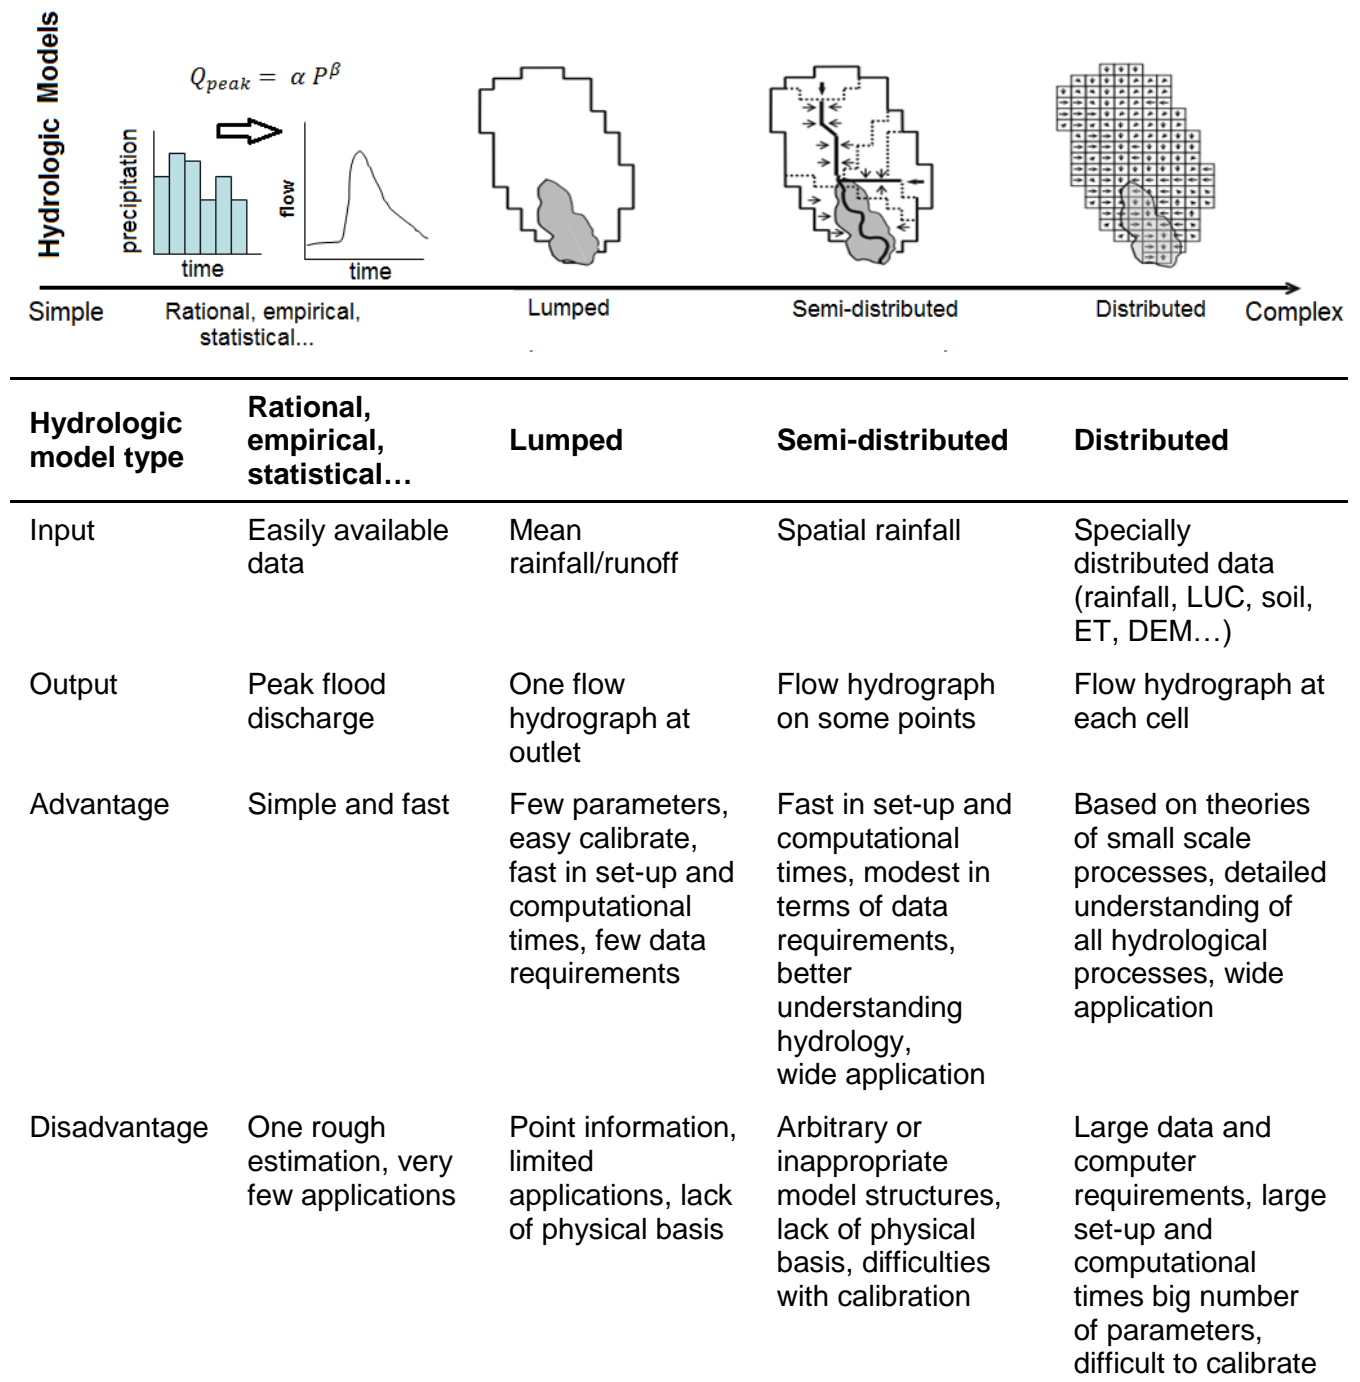 Hydrologic Models
Q_peak = α P^β
precipitation
time
flow
time
Simple
Rational, empirical,
statistical...
Lumped
Semi-distributed
Distributed
Complex
Hydrologic
model type
Rational,
empirical,
statistical…
Lumped
Semi-distributed
Distributed
Input
Easily available
data
Mean
rainfall/runoff
Spatial rainfall
Specially
distributed data
(rainfall, LUC, soil,
ET, DEM…)
Output
Peak flood
discharge
One flow
hydrograph at
outlet
Flow hydrograph
on some points
Flow hydrograph at
each cell
Advantage
Simple and fast
Few parameters,
easy calibrate,
fast in set-up and
computational
times, few data
requirements
Fast in set-up and
computational
times, modest in
terms of data
requirements,
better
understanding
hydrology,
wide application
Based on theories
of small scale
processes, detailed
understanding of
all hydrological
processes, wide
application
Disadvantage
One rough
estimation, very
few applications
Point information,
limited
applications, lack
of physical basis
Arbitrary or
inappropriate
model structures,
lack of physical
basis, difficulties
with calibration
Large data and
computer
requirements, large
set-up and
computational
times big number
of parameters,
difficult to calibrate